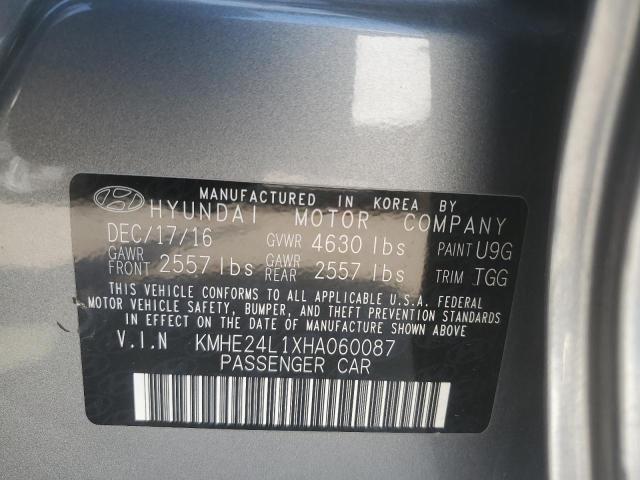 MANUFACTURED IN KOREA BY
HYUNDAI MOTOR COMPANY
DEC/17/16 GVWR 4630 lbs PAINT U9G
GAWR FRONT 2557 lbs GAWR REAR 2557 lbs TRIM TGG
THIS VEHICLE CONFORMS TO ALL APPLICABLE U.S.A. FEDERAL
MOTOR VEHICLE SAFETY, BUMPER, AND THEFT PREVENTION STANDARDS
IN EFFECT ON THE DATE OF MANUFACTURE SHOWN ABOVE.
V.I.N KMHE24L1XHA060087
PASSENGER CAR